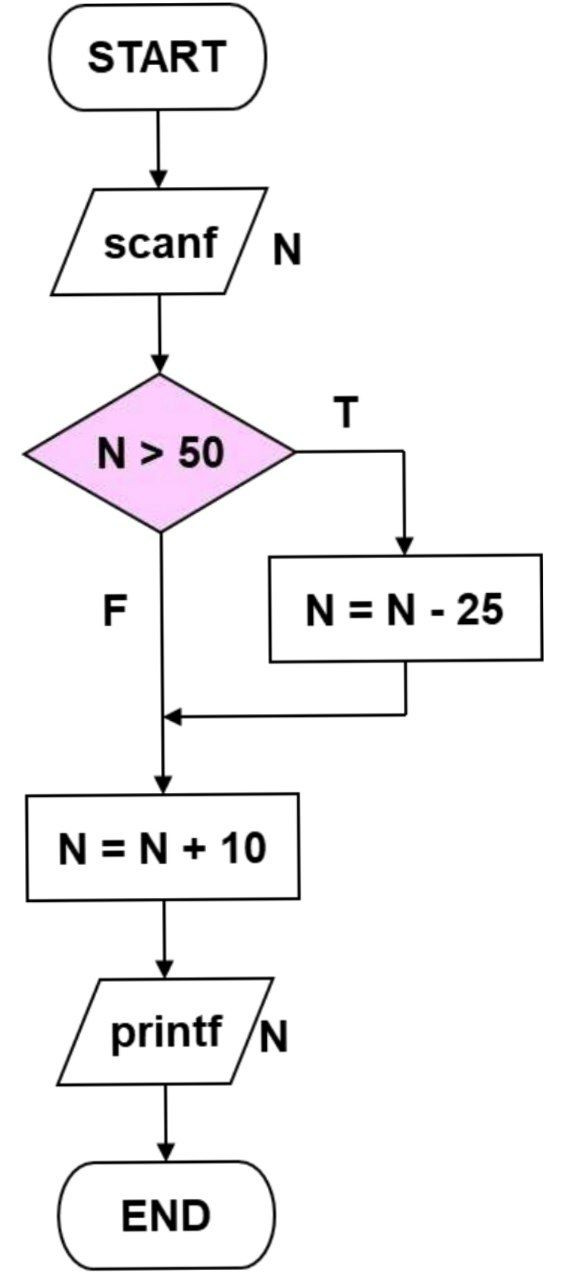 START
scanf N
N > 50
T
F
N = N - 25
N = N + 10
printf N
END